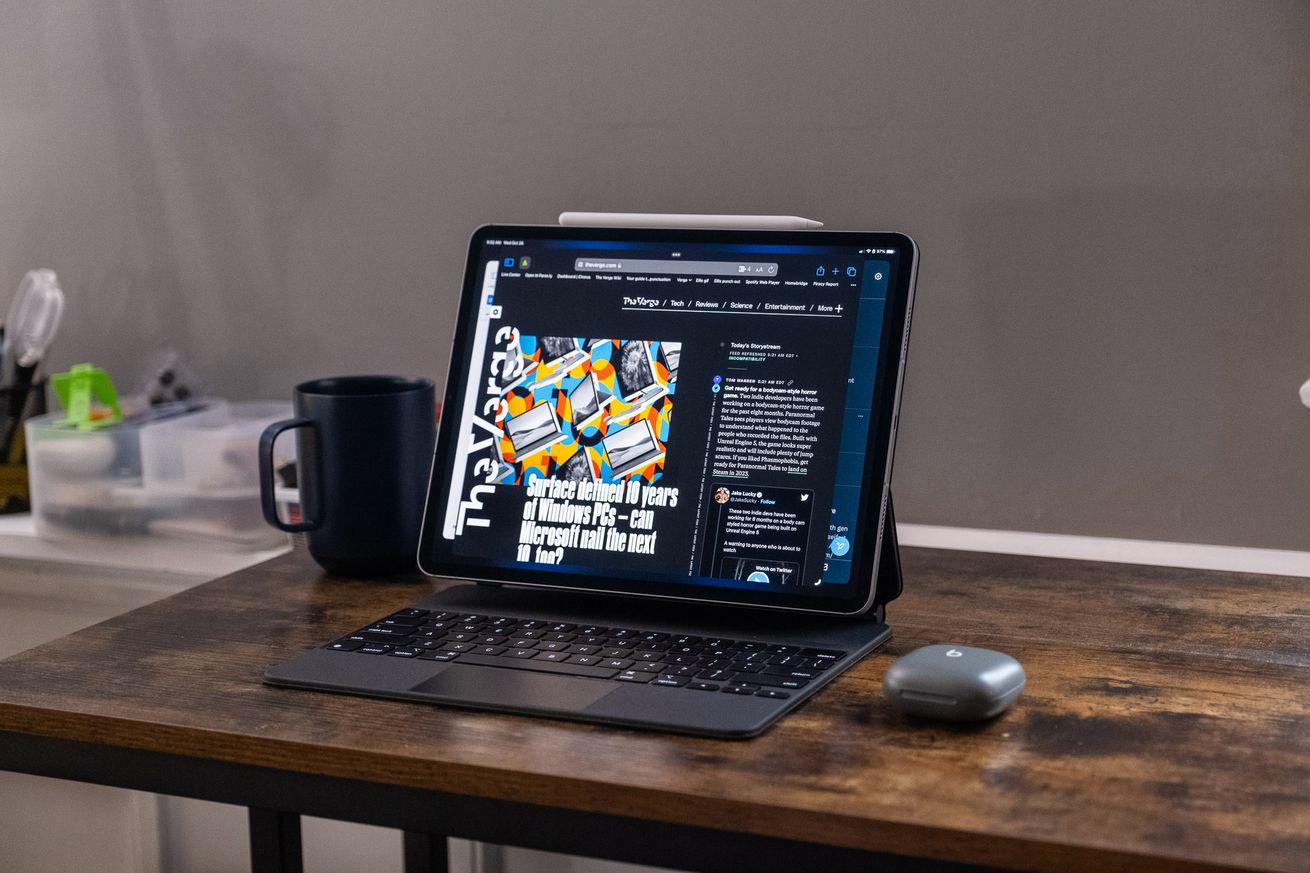 9:52 AM Wed Oct 26
97%
theverge.com
Live Center Open in Parse.ly Dashboard | Chorus The Verge Wiki Your guide t...punctuation Verge Ellis gif Ellis punch out Spotify Web Player Homebridge Piracy Report
The Verge / Tech / Reviews / Science / Entertainment / More +
The Verge
Surface defined 10 years
of Windows PCs – can
Microsoft nail the next
10, too?
Today's Storystream
FEED REFRESHED 5:21 AM EDT
INCOMPATIBILITY
TOM WARREN 5:21 AM EDT
Get ready for a bodycam-style horror
game. Two indie developers have been
working on a bodycam-style horror game
for the past eight months. Paranormal
Tales sees players view bodycam footage
to understand what happened to the
people who recorded the files. Built with
Unreal Engine 5, the game looks super
realistic and will include plenty of jump
scares. If you liked Phasmophobia, get
ready for Paranormal Tales to land on
Steam in 2023.
Jake Lucky
@JakeSucky · Follow
These two indie devs have been
working for 8 months on a body cam
styled horror game being built on
Unreal Engine 5
A warning to anyone who is about to
watch
Watch on Twitter
b